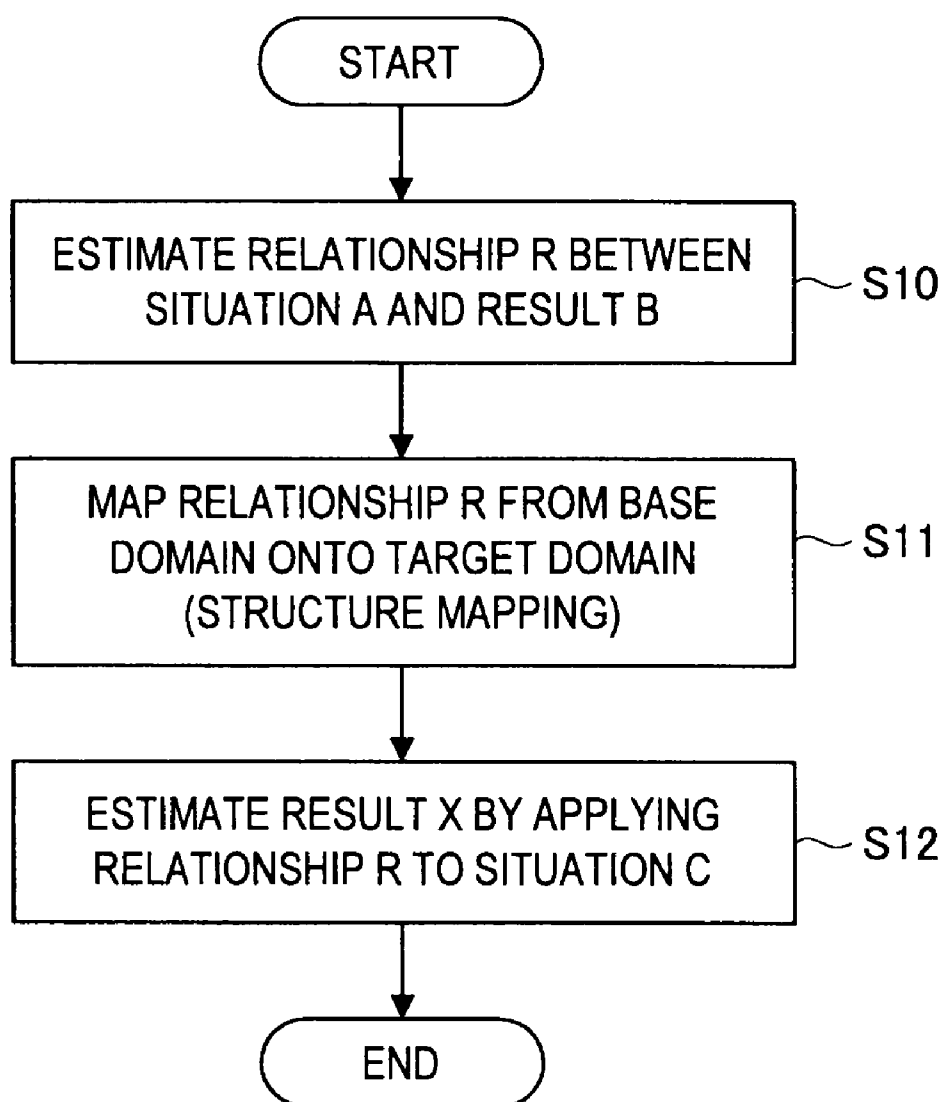 START
ESTIMATE RELATIONSHIP R BETWEEN
SITUATION A AND RESULT B
S10
MAP RELATIONSHIP R FROM BASE
DOMAIN ONTO TARGET DOMAIN
(STRUCTURE MAPPING)
S11
ESTIMATE RESULT X BY APPLYING
RELATIONSHIP R TO SITUATION C
S12
END